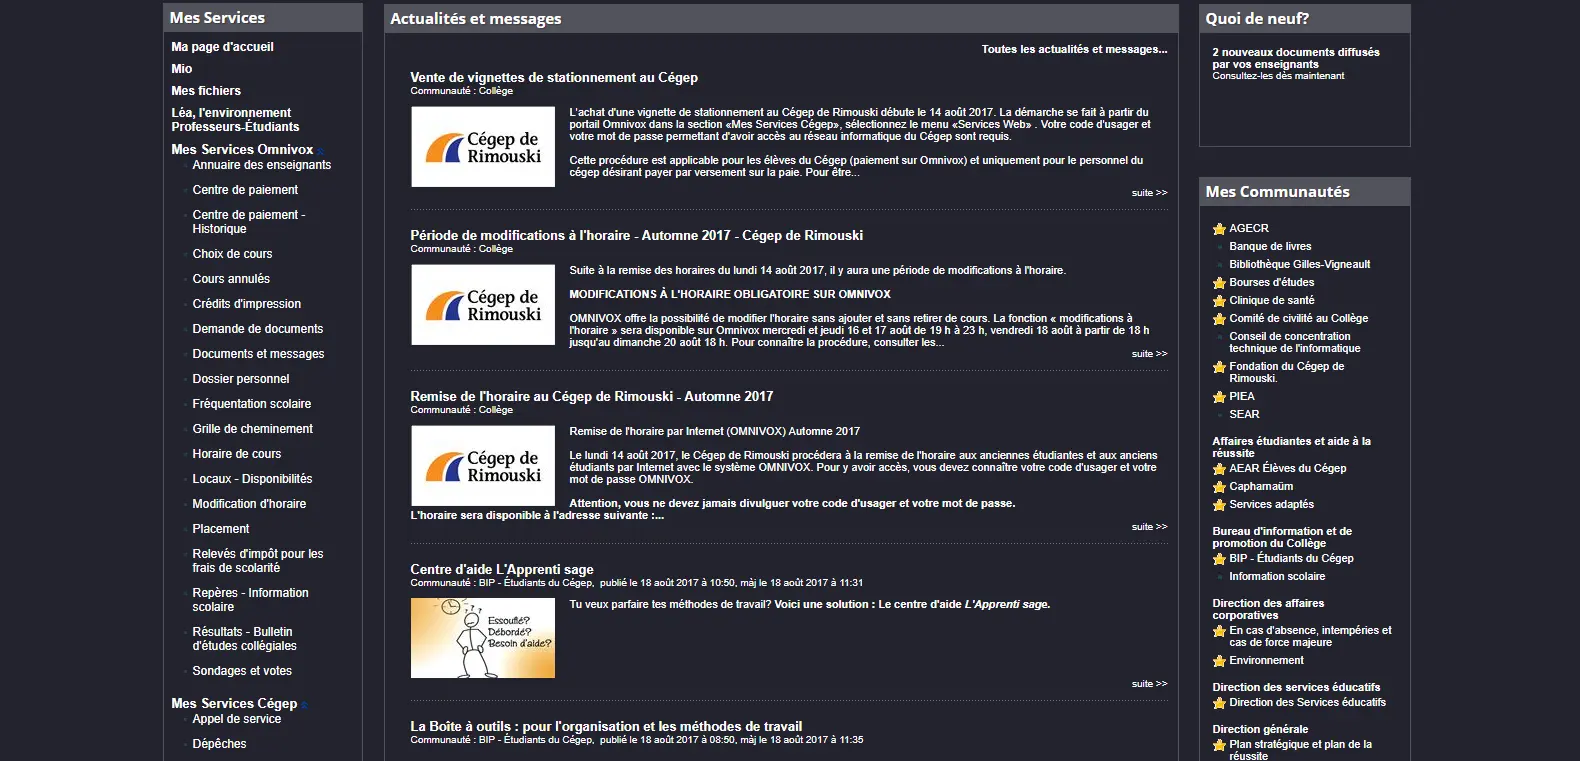 Mes Services
Ma page d'accueil
Mio
Mes fichiers
Léa, l'environnement
Professeurs-Étudiants
Mes Services Omnivox
Annuaire des enseignants
Centre de paiement
Centre de paiement -
Historique
Choix de cours
Cours annulés
Crédits d'impression
Demande de documents
Documents et messages
Dossier personnel
Fréquentation scolaire
Grille de cheminement
Horaire de cours
Locaux - Disponibilités
Modification d'horaire
Placement
Relevés d'impôt pour les
frais de scolarité
Repères - Information
scolaire
Résultats - Bulletin
d'études collégiales
Sondages et votes
Mes Services Cégep
Appel de service
Dépêches
Actualités et messages
Toutes les actualités et messages...
Vente de vignettes de stationnement au Cégep
Communauté : Collège
Cégep de
Rimouski
L'achat d'une vignette de stationnement au Cégep de Rimouski débute le 14 août 2017. La démarche se fait à partir du
portail Omnivox dans la section «Mes Services Cégep», sélectionnez le menu «Services Web» . Votre code d'usager et
votre mot de passe permettant d'avoir accès au réseau informatique du Cégep sont requis.
Cette procédure est applicable pour les élèves du Cégep (paiement sur Omnivox) et uniquement pour le personnel du
cégep désirant payer par versement sur la paie. Pour être...
suite >>
Période de modifications à l'horaire - Automne 2017 - Cégep de Rimouski
Communauté : Collège
Cégep de
Rimouski
Suite à la remise des horaires du lundi 14 août 2017, il y aura une période de modifications à l'horaire.
MODIFICATIONS À L'HORAIRE OBLIGATOIRE SUR OMNIVOX
OMNIVOX offre la possibilité de modifier l'horaire sans ajouter et sans retirer de cours. La fonction « modifications à
l'horaire » sera disponible sur Omnivox mercredi et jeudi 16 et 17 août de 19 h à 23 h, vendredi 18 août à partir de 18 h
jusqu'au dimanche 20 août 18 h. Pour connaître la procédure, consulter les...
suite >>
Remise de l'horaire au Cégep de Rimouski - Automne 2017
Communauté : Collège
Cégep de
Rimouski
Remise de l'horaire par Internet (OMNIVOX) Automne 2017
Le lundi 14 août 2017, le Cégep de Rimouski procédera à la remise de l'horaire aux anciennes étudiantes et aux anciens
étudiants par Internet avec le système OMNIVOX. Pour y avoir accès, vous devez connaître votre code d'usager et votre
mot de passe OMNIVOX.
Attention, vous ne devez jamais divulguer votre code d'usager et votre mot de passe.
L'horaire sera disponible à l'adresse suivante :...
suite >>
Centre d'aide L'Apprenti sage
Communauté : BIP - Étudiants du Cégep, publié le 18 août 2017 à 10:50, màj le 18 août 2017 à 11:31
Essouflé?
Débordé?
Besoin d'aide?
Tu veux parfaire tes méthodes de travail? Voici une solution : Le centre d'aide L'Apprenti sage.
suite >>
La Boîte à outils : pour l'organisation et les méthodes de travail
Communauté : BIP - Étudiants du Cégep, publié le 18 août 2017 à 08:50, màj le 18 août 2017 à 11:35
Quoi de neuf?
2 nouveaux documents diffusés
par vos enseignants
Consultez-les dès maintenant
Mes Communautés
AGECR
Banque de livres
Bibliothèque Gilles-Vigneault
Bourses d'études
Clinique de santé
Comité de civilité au Collège
Conseil de concentration
technique de l'informatique
Fondation du Cégep de
Rimouski.
PIEA
SEAR
Affaires étudiantes et aide à la
réussite
AEAR Élèves du Cégep
Capharnaüm
Services adaptés
Bureau d'information et de
promotion du Collège
BIP - Étudiants du Cégep
Information scolaire
Direction des affaires
corporatives
En cas d'absence, intempéries et
cas de force majeure
Environnement
Direction des services éducatifs
Direction des Services éducatifs
Direction générale
Plan stratégique et plan de la
réussite